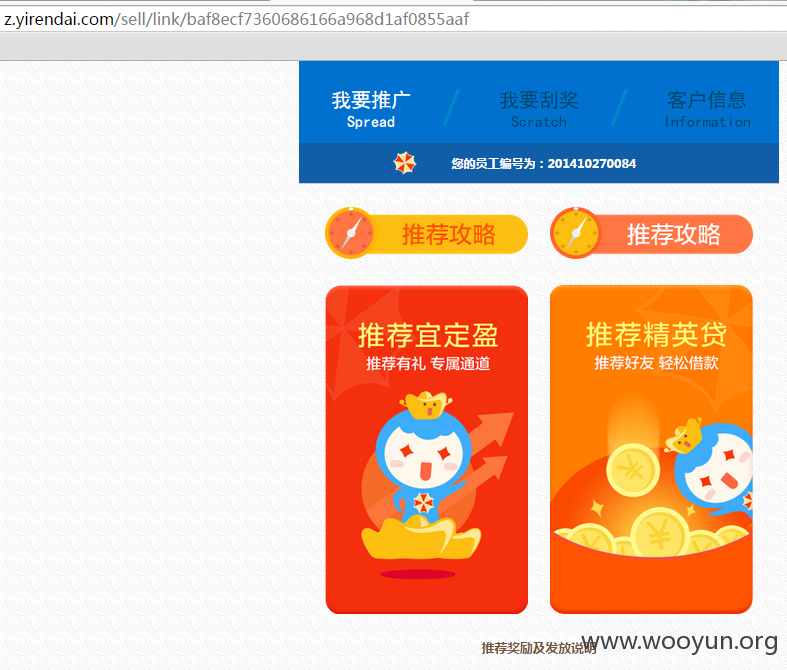 z.yirendai.com/sell/link/baf8ecf7360686166a968d1af0855aaf
我要推广
我要刮奖
客户信息
Spread
Scratch
Information
您的员工编号为：201410270084
推荐攻略
推荐攻略
推荐宜定盈
推荐有礼 专属通道
推荐精英贷
推荐好友 轻松借款
推荐奖励及发放说明
www.wooyun.org